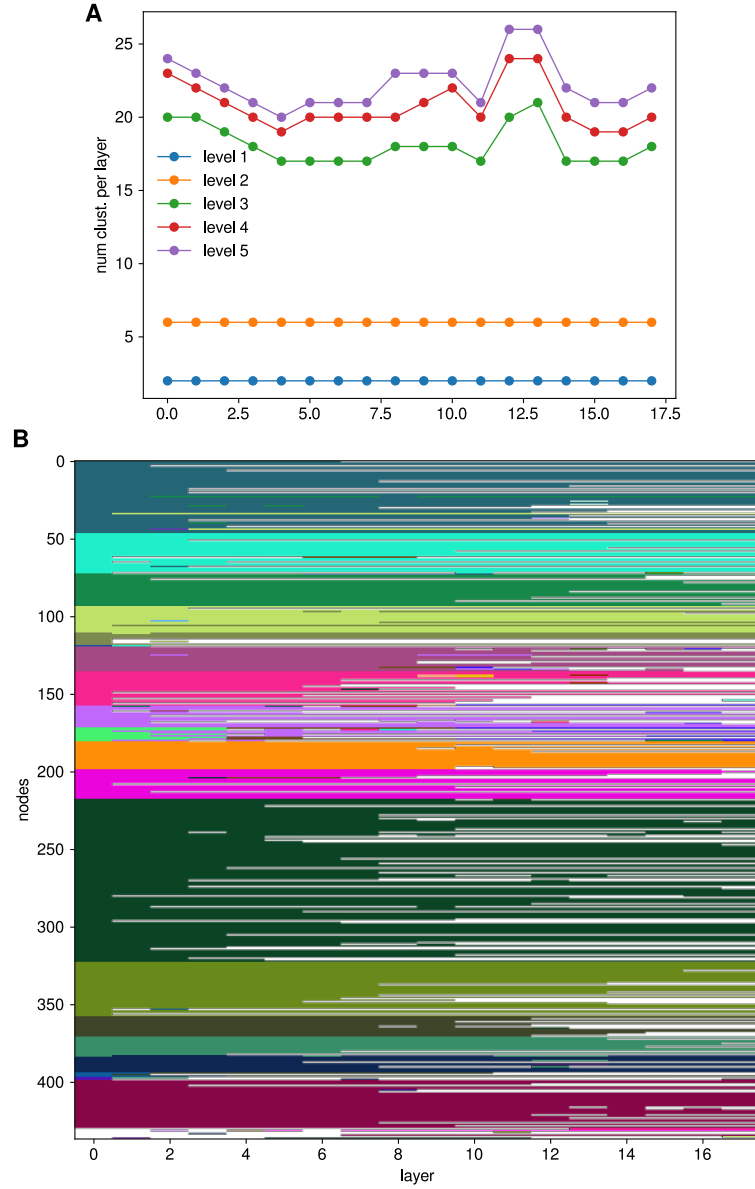 A
25
20
15
10
5
num clust. per layer
level 1
level 2
level 3
level 4
level 5
0.0 2.5 5.0 7.5 10.0 12.5 15.0 17.5
B
0
50
100
150
200
250
300
350
400
nodes
0 2 4 6 8 10 12 14 16
layer